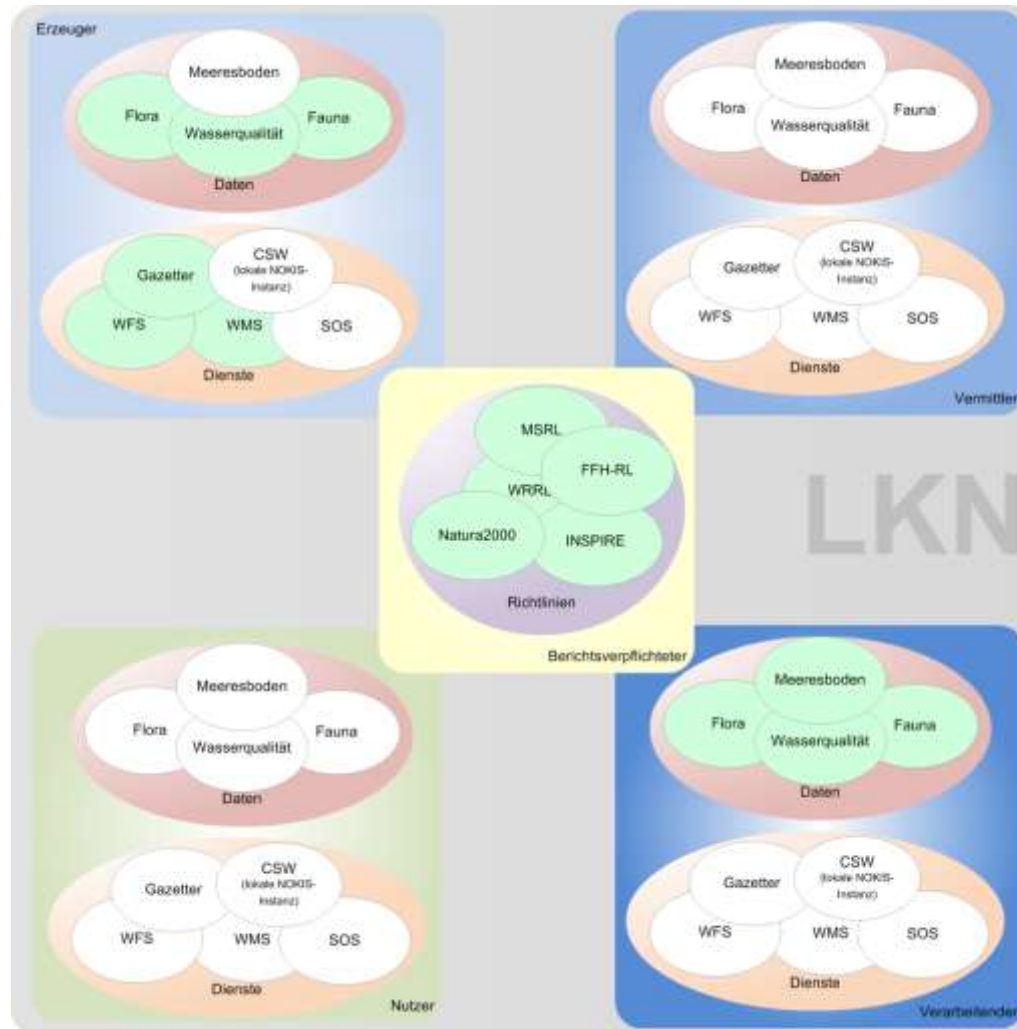 Erzeuger
Meeresboden
Flora
Fauna
Wasserqualität
Daten
CSW
(lokale NOKIS-
Instanz)
Gazetter
WFS
WMS
SOS
Dienste
Meeresboden
Flora
Fauna
Wasserqualität
Daten
CSW
(lokale NOKIS-
Instanz)
Gazetter
WFS
WMS
SOS
Dienste
Vermittler
MSRL
FFH-RL
WRRL
Natura2000
INSPIRE
Richtlinien
Berichtsverpflichteter
LKN
Meeresboden
Flora
Fauna
Wasserqualität
Daten
CSW
(lokale NOKIS-
Instanz)
Gazetter
WFS
WMS
SOS
Dienste
Nutzer
Meeresboden
Flora
Fauna
Wasserqualität
Daten
CSW
(lokale NOKIS-
Instanz)
Gazetter
WFS
WMS
SOS
Dienste
Verarbeitender